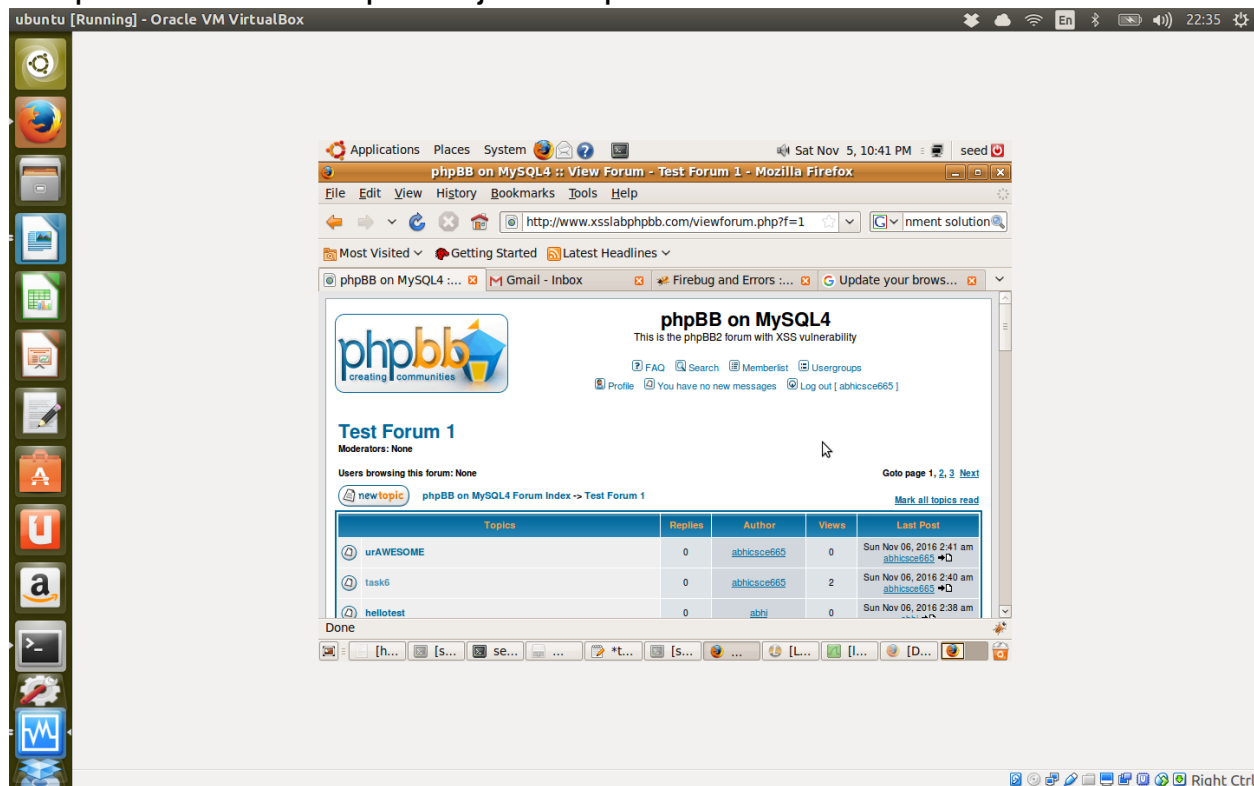 ubuntu [Running] - Oracle VM VirtualBox
En 22:35
Applications Places System Sat Nov 5, 10:41 PM seed
phpBB on MySQL4 :: View Forum - Test Forum 1 - Mozilla Firefox
File Edit View History Bookmarks Tools Help
http://www.xsslabphpbb.com/viewforum.php?f=1 G nment solution
Most Visited Getting Started Latest Headlines
phpBB on MySQL4 :... Gmail - Inbox Firebug and Errors :... Update your brows...
phpBB on MySQL4
This is the phpBB2 forum with XSS vulnerability
phpbb
creating communities
FAQ Search Memberlist Usergroups
Profile You have no new messages Log out [ abhicsce665 ]
Test Forum 1
Moderators: None
Users browsing this forum: None Goto page 1, 2, 3 Next
newtopic phpBB on MySQL4 Forum Index -> Test Forum 1 Mark all topics read
Topics Replies Author Views Last Post
urAWESOME 0 abhicsce665 0 Sun Nov 06, 2016 2:41 am
abhicsce665
task6 0 abhicsce665 2 Sun Nov 06, 2016 2:40 am
abhicsce665
hellotest 0 abhi 0 Sun Nov 06, 2016 2:38 am
Done
[h... [s... se... ... *t... [s... ... [L... [I... [D...
Right Ctrl